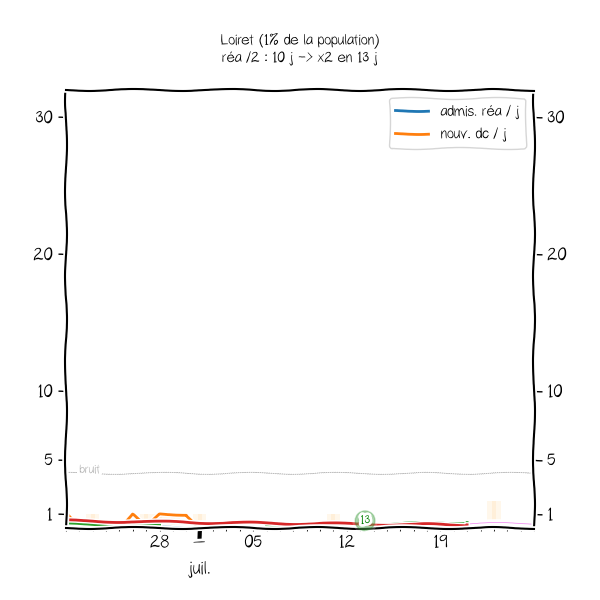 Loiret (1% de la population)
réa /2 : 10 j -> x2 en 13 j
admis. réa / j
nouv. dc / j
30
30
20
20
10
10
5
5
bruit
1
1
13
28
1
05
12
19
juil.